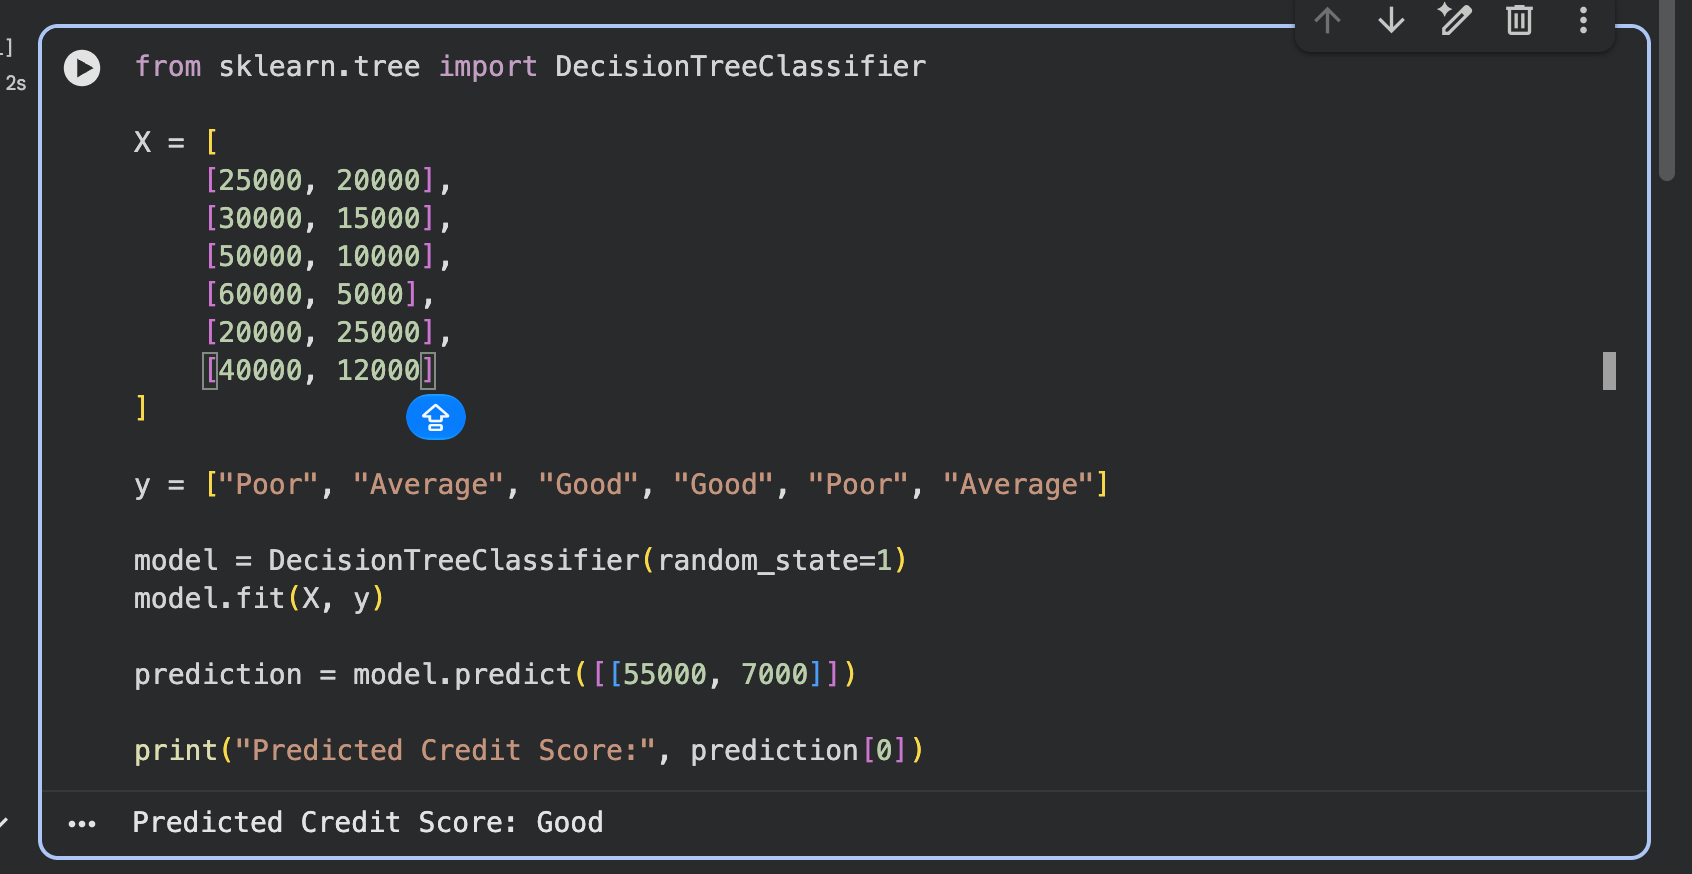 ]
2s
from sklearn.tree import DecisionTreeClassifier
X = [
[25000, 20000],
[30000, 15000],
[50000, 10000],
[60000, 5000],
[20000, 25000],
[40000, 12000]
]
y = ["Poor", "Average", "Good", "Good", "Poor", "Average"]
model = DecisionTreeClassifier(random_state=1)
model.fit(X, y)
prediction = model.predict([[55000, 7000]])
print("Predicted Credit Score:", prediction[0])
Predicted Credit Score: Good